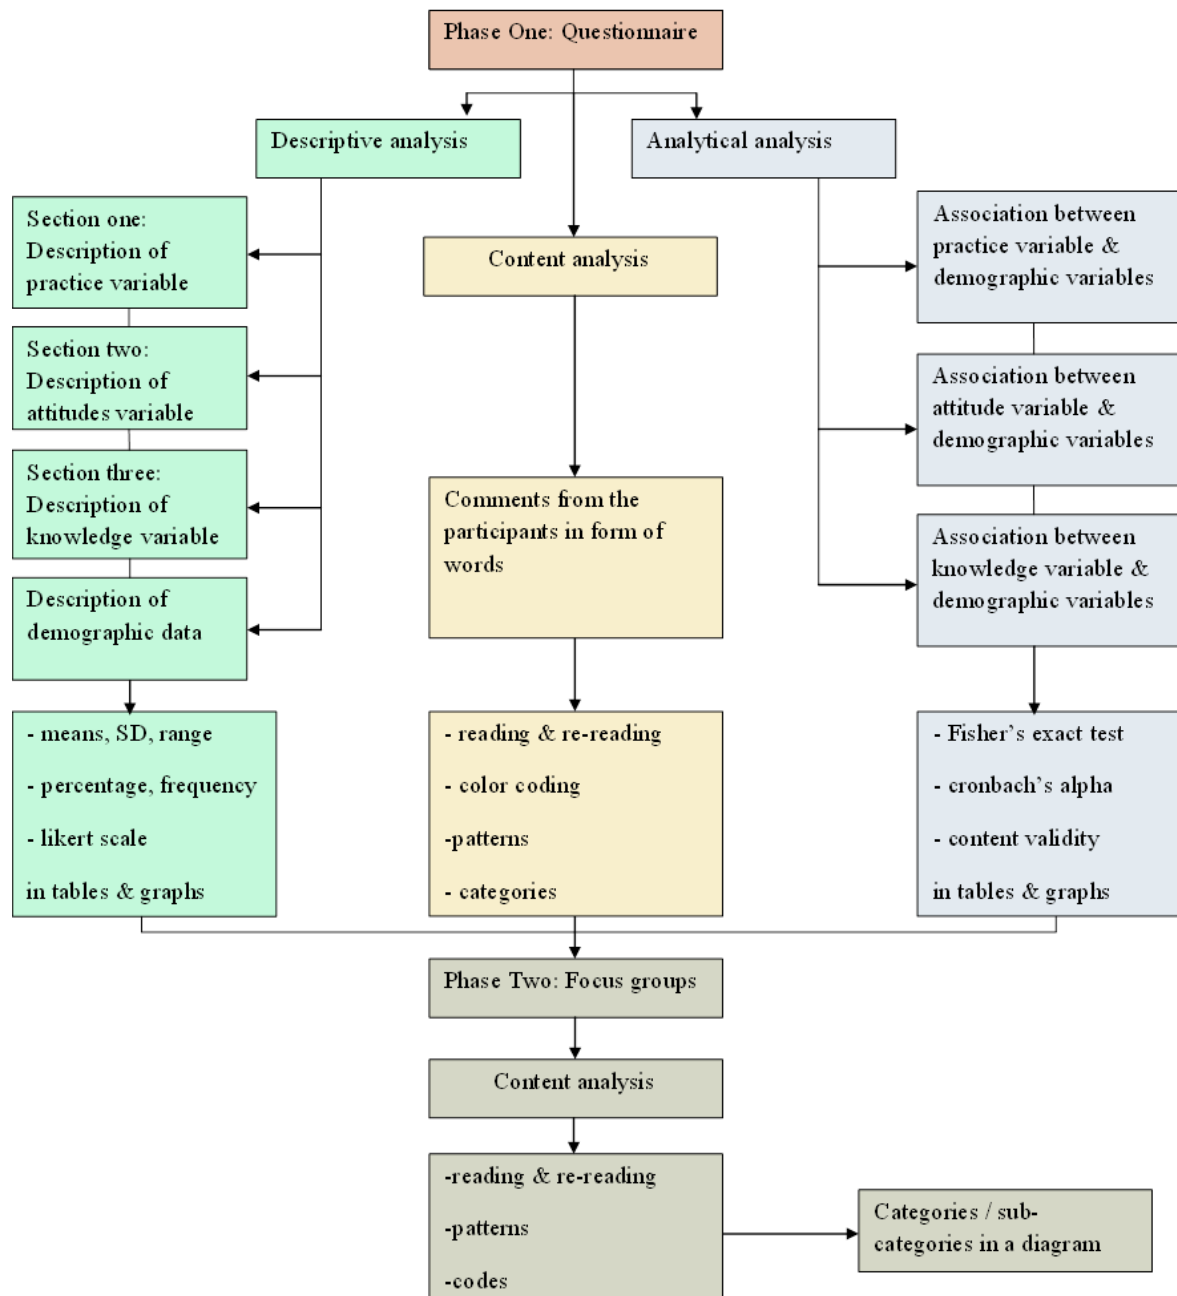 Phase One: Questionnaire
Descriptive analysis
Analytical analysis
Section one:
Description of
practice variable
Section two:
Description of
attitudes variable
Section three:
Description of
knowledge variable
Description of
demographic data
- means, SD, range
- percentage, frequency
- likert scale
in tables & graphs
Content analysis
Comments from the
participants in form of
words
- reading & re-reading
- color coding
-patterns
- categories
Association between
practice variable &
demographic variables
Association between
attitude variable &
demographic variables
Association between
knowledge variable &
demographic variables
- Fisher’s exact test
- cronbach’s alpha
- content validity
in tables & graphs
Phase Two: Focus groups
Content analysis
-reading & re-reading
-patterns
-codes
Categories / sub-
categories in a diagram